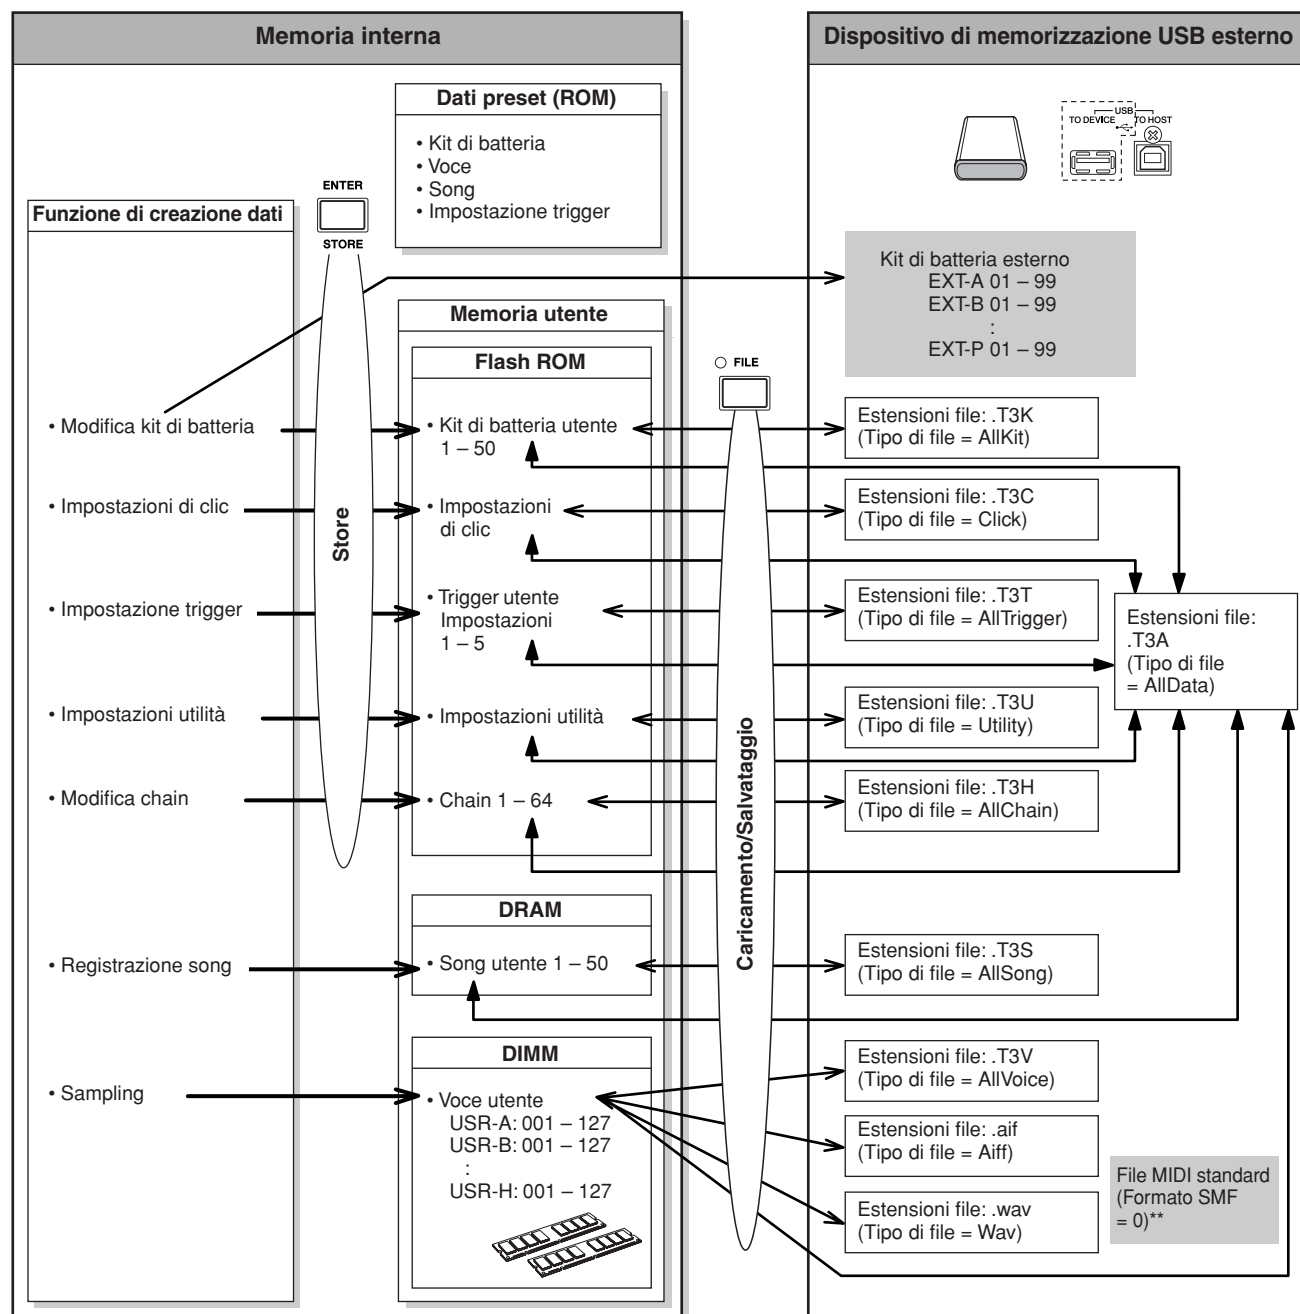 Memoria interna
Dispositivo di memorizzazione USB esterno
Dati preset (ROM)
• Kit di batteria
• Voce
• Song
• Impostazione trigger
USB
TO DEVICE
TO HOST
ENTER
STORE
Funzione di creazione dati
Kit di batteria esterno
EXT-A 01 – 99
EXT-B 01 – 99
:
EXT-P 01 – 99
Memoria utente
Flash ROM
FILE
• Modifica kit di batteria
• Kit di batteria utente
1 – 50
Estensioni file: .T3K
(Tipo di file = AllKit)
• Impostazioni di clic
• Impostazioni
di clic
Estensioni file: .T3C
(Tipo di file = Click)
Store
• Impostazione trigger
• Trigger utente
Impostazioni
1 – 5
Estensioni file: .T3T
(Tipo di file = AllTrigger)
Estensioni file:
.T3A
(Tipo di file
= AllData)
• Impostazioni utilità
• Impostazioni utilità
Estensioni file: .T3U
(Tipo di file = Utility)
• Modifica chain
• Chain 1 – 64
Estensioni file: .T3H
(Tipo di file = AllChain)
Caricamento/Salvataggio
DRAM
• Registrazione song
• Song utente 1 – 50
Estensioni file: .T3S
(Tipo di file = AllSong)
DIMM
• Sampling
• Voce utente
USR-A: 001 – 127
USR-B: 001 – 127
:
USR-H: 001 – 127
Estensioni file: .T3V
(Tipo di file = AllVoice)
Estensioni file: .aif
(Tipo di file = Aiff)
Estensioni file: .wav
(Tipo di file = Wav)
File MIDI standard
(Formato SMF
= 0)**